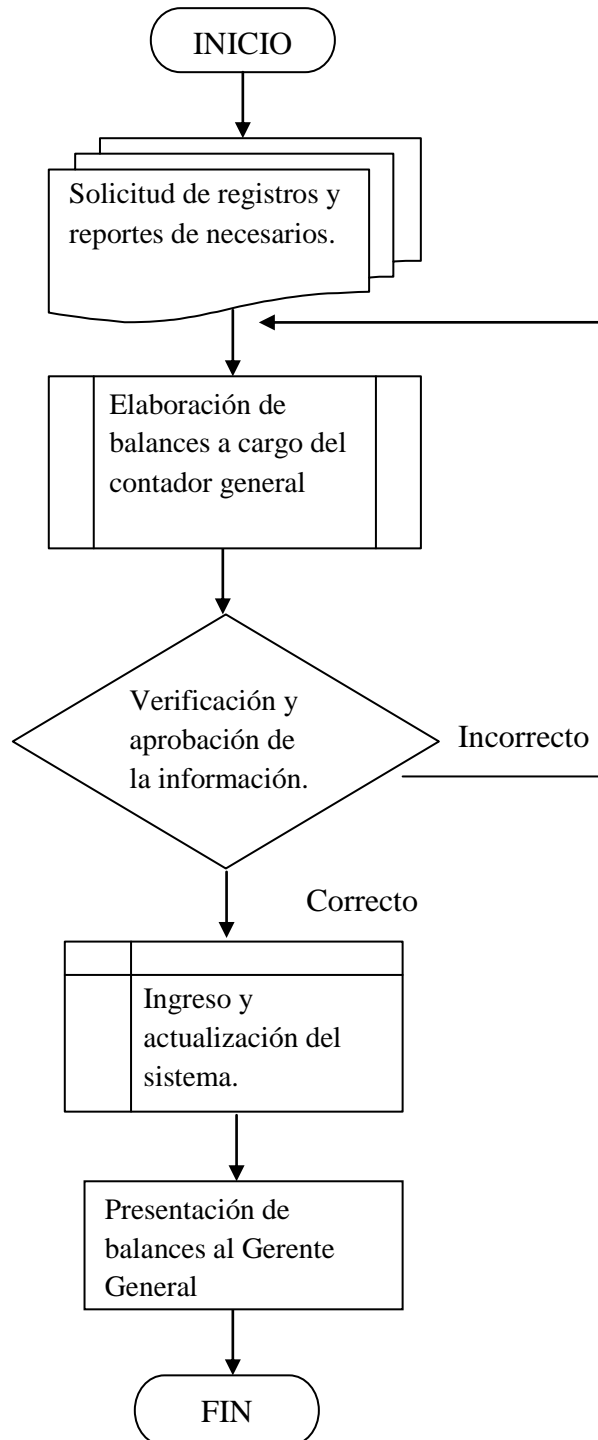 INICIO
Solicitud de registros y
reportes de necesarios.
Elaboración de
balances a cargo del
contador general
Verificación y
aprobación de
la información.
Incorrecto
Correcto
Ingreso y
actualización del
sistema.
Presentación de
balances al Gerente
General
FIN